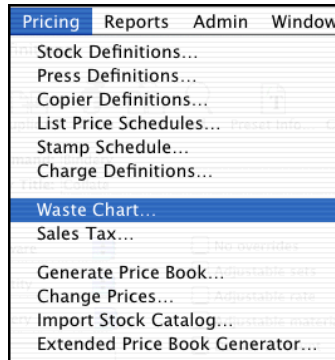 Pricing Reports Admin Window
Stock Definitions...
Press Definitions...
Copier Definitions...
List Price Schedules...
Stamp Schedule...
Charge Definitions...
Waste Chart...
Sales Tax...
Generate Price Book...
Change Prices...
Import Stock Catalog...
Extended Price Book Generator...